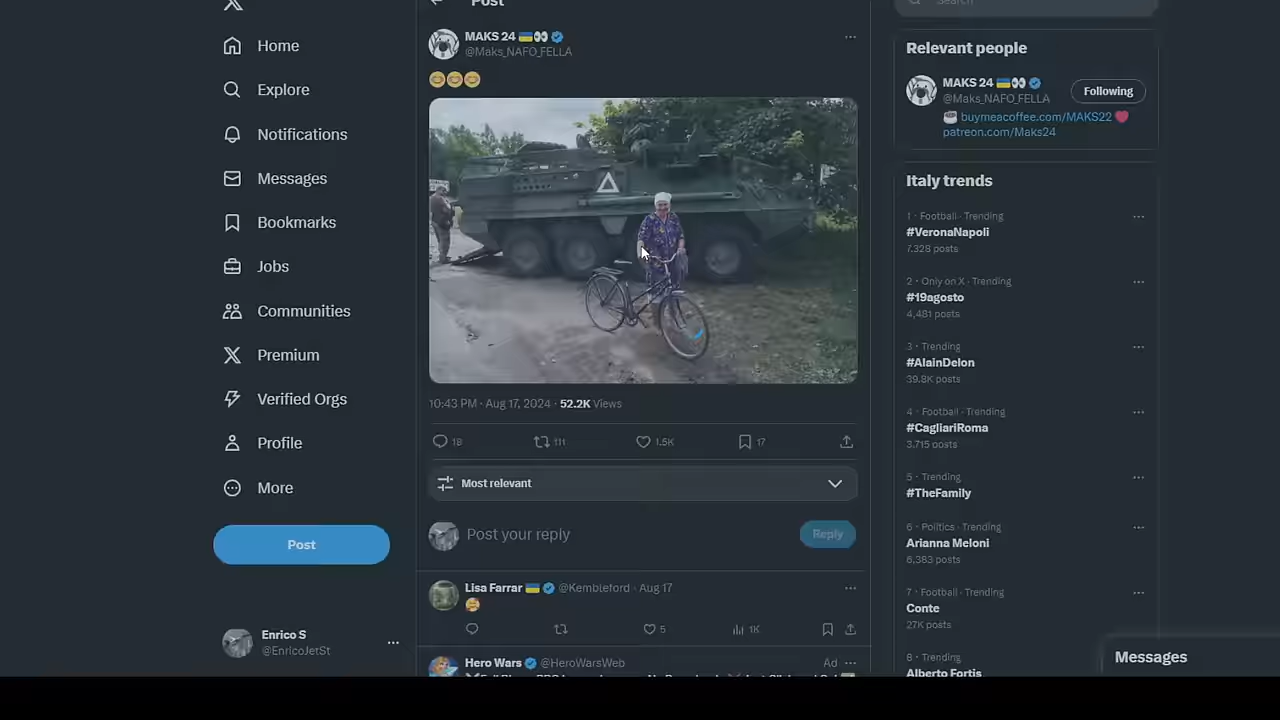 Post
Search
Home
Explore
Notifications
Messages
Bookmarks
Jobs
Communities
Premium
Verified Orgs
Profile
More
Post
Enrico S
@EnricoJetSt
MAKS 24
@Maks_NAFO_FELLA
10:43 PM · Aug 17, 2024 · 52.2K Views
18
111
1.5K
17
Most relevant
Post your reply
Reply
Lisa Farrar @Kembleford · Aug 17
5
1K
Hero Wars @HeroWarsWeb
Ad
Relevant people
MAKS 24
@Maks_NAFO_FELLA
Following
buymeacoffee.com/MAKS22
patreon.com/Maks24
Italy trends
1 · Football · Trending
#VeronaNapoli
7,328 posts
2 · Only on X · Trending
#19agosto
4,481 posts
3 · Trending
#AlainDelon
39.8K posts
4 · Football · Trending
#CagliariRoma
3,715 posts
5 · Trending
#TheFamily
6 · Politics · Trending
Arianna Meloni
6,383 posts
7 · Football · Trending
Conte
27K posts
8 · Trending
Alberto Fortis
Messages